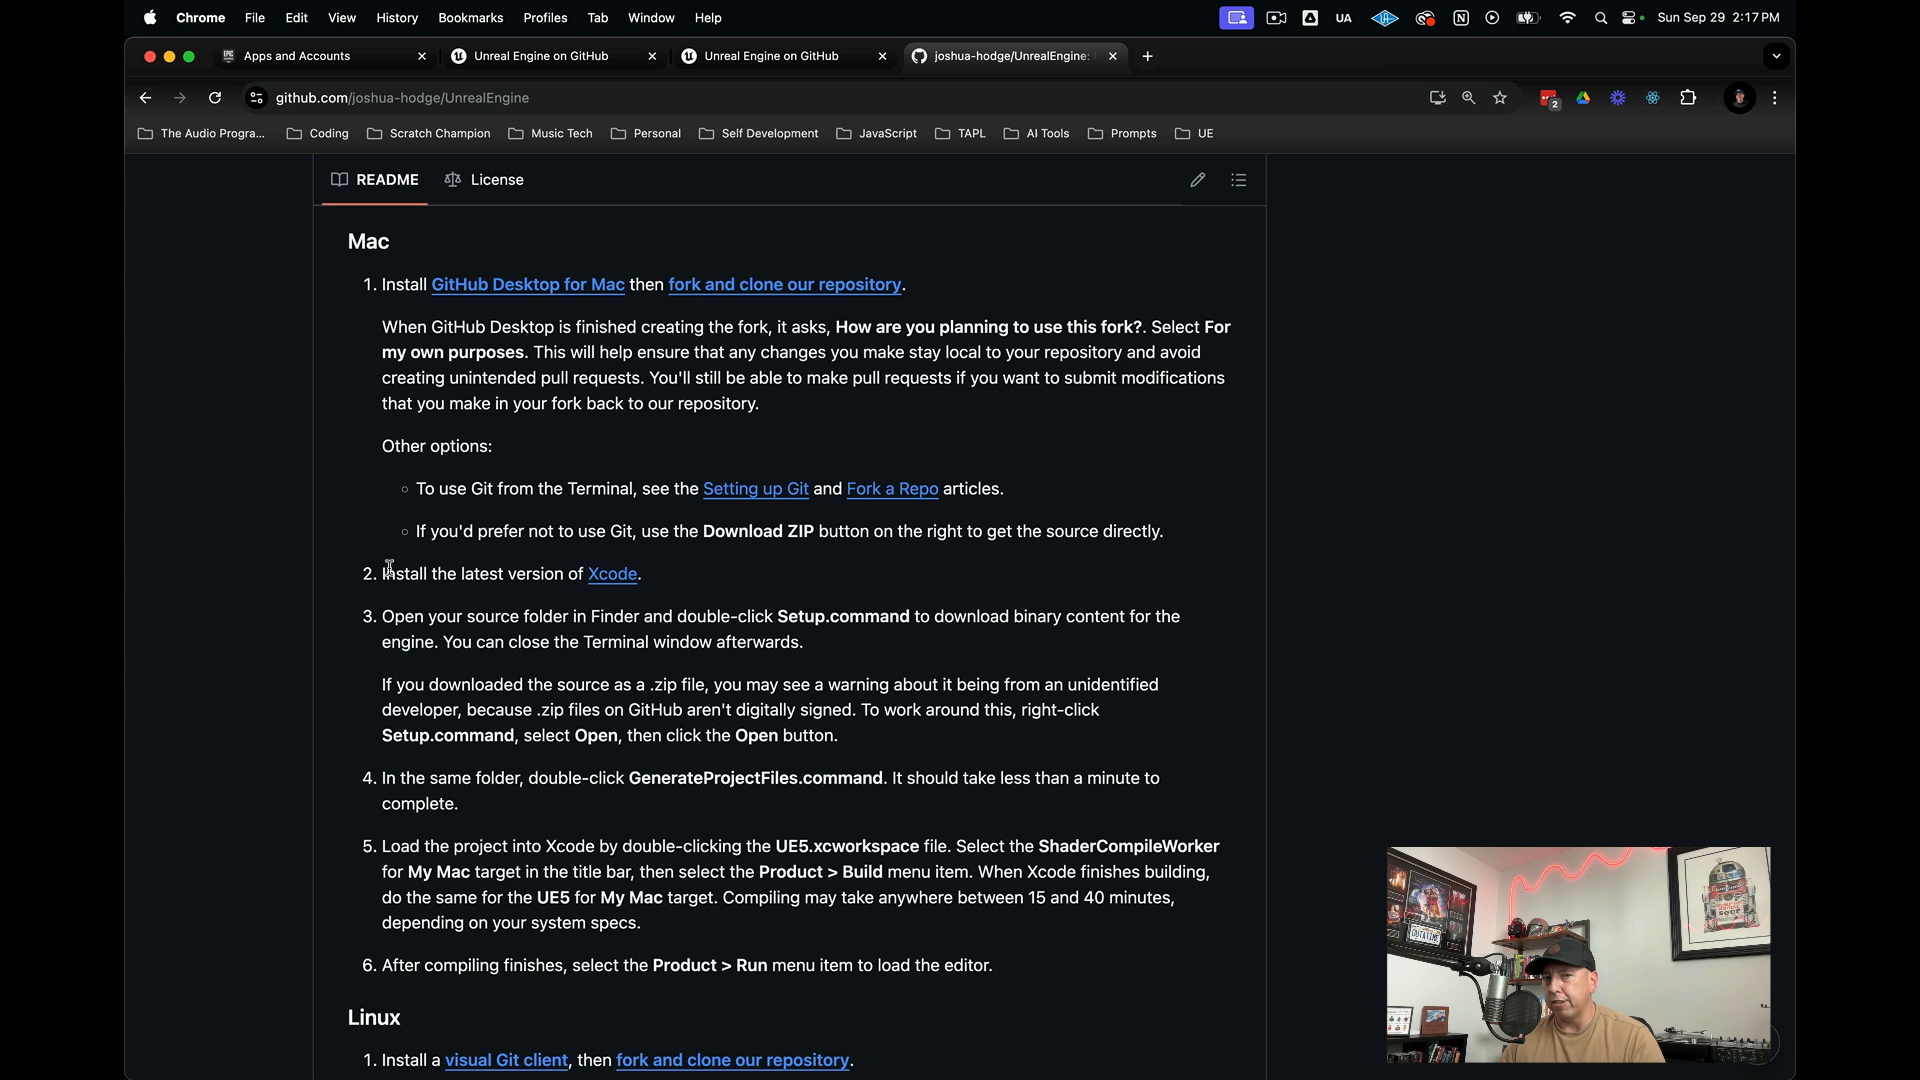 Chrome File Edit View History Bookmarks Profiles Tab Window Help
UA
Sun Sep 29 2:17 PM
Apps and Accounts
Unreal Engine on GitHub
Unreal Engine on GitHub
joshua-hodge/UnrealEngine:
github.com/joshua-hodge/UnrealEngine
2
The Audio Progra... Coding Scratch Champion Music Tech Personal Self Development JavaScript TAPL AI Tools Prompts UE
README License
Mac
1. Install GitHub Desktop for Mac then fork and clone our repository.
When GitHub Desktop is finished creating the fork, it asks, How are you planning to use this fork?. Select For
my own purposes. This will help ensure that any changes you make stay local to your repository and avoid
creating unintended pull requests. You'll still be able to make pull requests if you want to submit modifications
that you make in your fork back to our repository.
Other options:
To use Git from the Terminal, see the Setting up Git and Fork a Repo articles.
If you'd prefer not to use Git, use the Download ZIP button on the right to get the source directly.
2. Install the latest version of Xcode.
3. Open your source folder in Finder and double-click Setup.command to download binary content for the
engine. You can close the Terminal window afterwards.
If you downloaded the source as a .zip file, you may see a warning about it being from an unidentified
developer, because .zip files on GitHub aren't digitally signed. To work around this, right-click
Setup.command, select Open, then click the Open button.
4. In the same folder, double-click GenerateProjectFiles.command. It should take less than a minute to
complete.
5. Load the project into Xcode by double-clicking the UE5.xcworkspace file. Select the ShaderCompileWorker
for My Mac target in the title bar, then select the Product > Build menu item. When Xcode finishes building,
do the same for the UE5 for My Mac target. Compiling may take anywhere between 15 and 40 minutes,
depending on your system specs.
6. After compiling finishes, select the Product > Run menu item to load the editor.
Linux
1. Install a visual Git client, then fork and clone our repository.
OUTATIME
SOUP